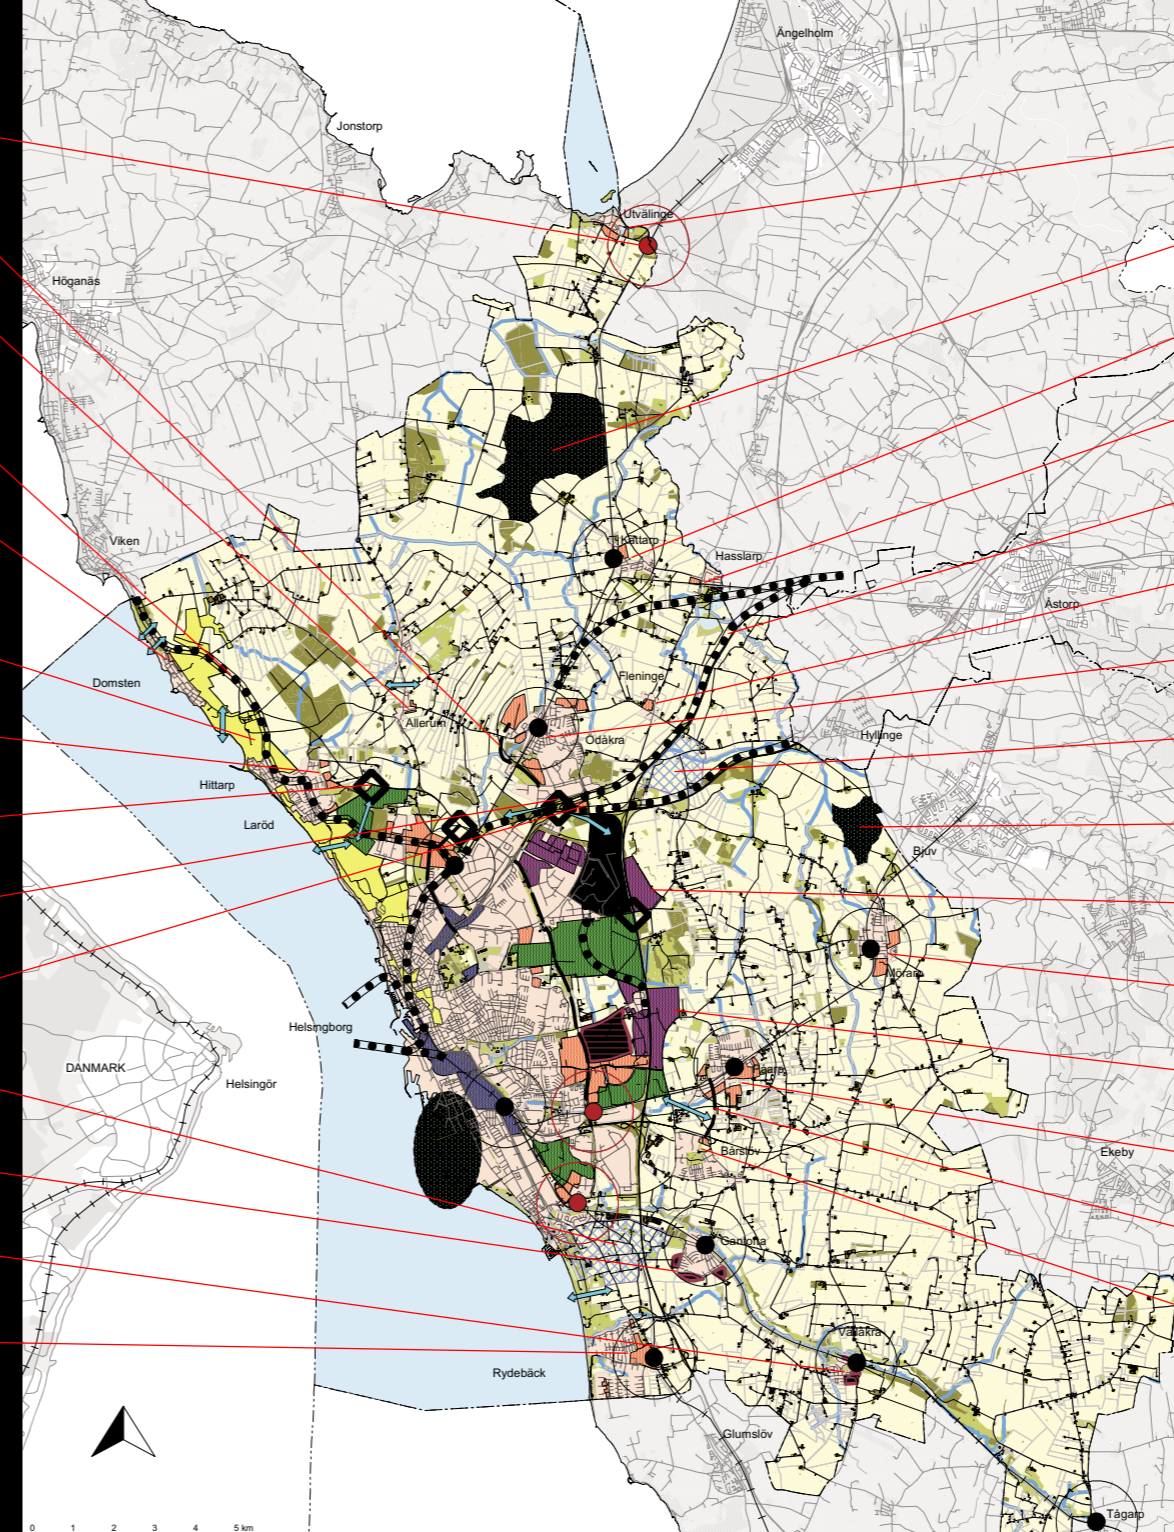 Ängelholm
Jonstorp
Utvälinge
Höganäs
Kattarp
Viken
Hasslarp
Åstorp
Fleninge
Domsten
Allerum
Ödåkra
Hyllinge
Hittarp
Laröd
Bjuv
Mörarp
Helsingborg
DANMARK
Påarp
Helsingör
Bårslöv
Ekeby
Gantofta
Vallåkra
Rydebäck
Glumslöv
Tågarp
0 1 2 3 4 5 km